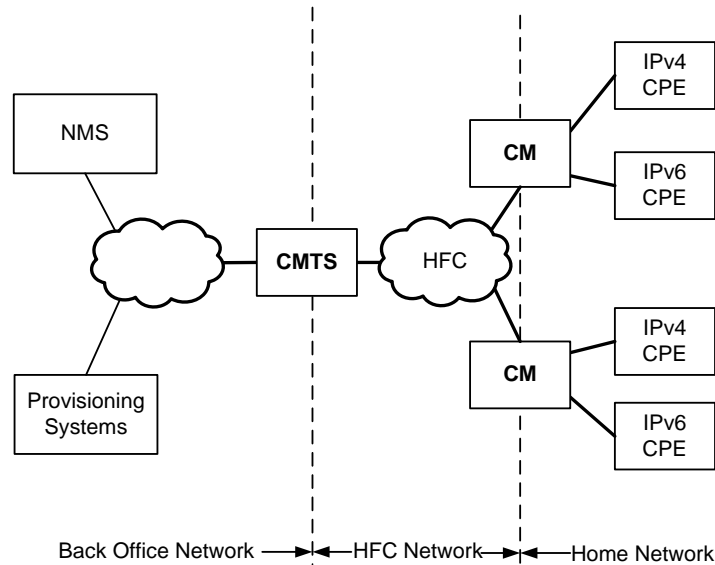 IPv4
CPE
NMS
CM
IPv6
CPE
CMTS
HFC
IPv4
CPE
CM
Provisioning
Systems
IPv6
CPE
Back Office Network
HFC Network
Home Network